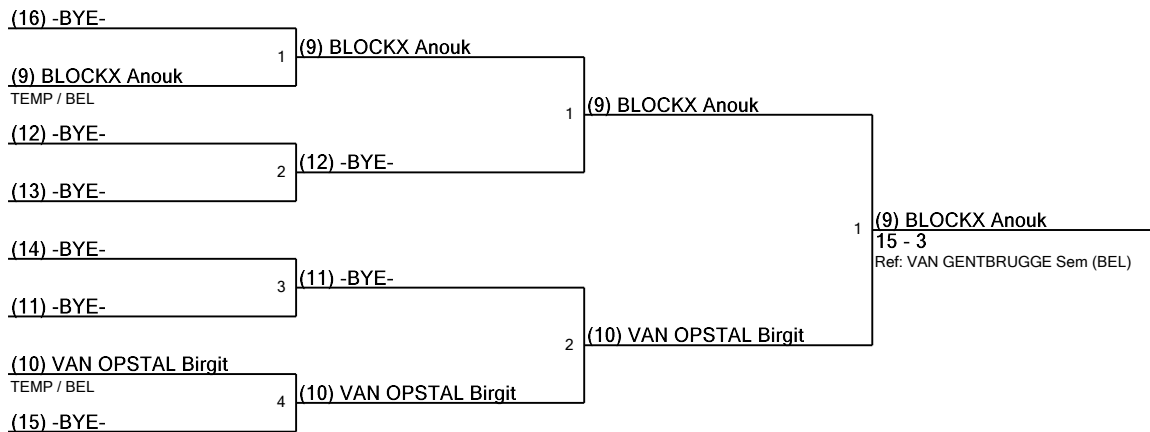 (16) -BYE-
1
(9) BLOCKX Anouk
(9) BLOCKX Anouk
TEMP / BEL
1
(9) BLOCKX Anouk
(12) -BYE-
2
(12) -BYE-
(13) -BYE-
1
(9) BLOCKX Anouk
15 - 3
Ref: VAN GENTBRUGGE Sem (BEL)
(14) -BYE-
3
(11) -BYE-
(11) -BYE-
2
(10) VAN OPSTAL Birgit
(10) VAN OPSTAL Birgit
TEMP / BEL
4
(10) VAN OPSTAL Birgit
(15) -BYE-